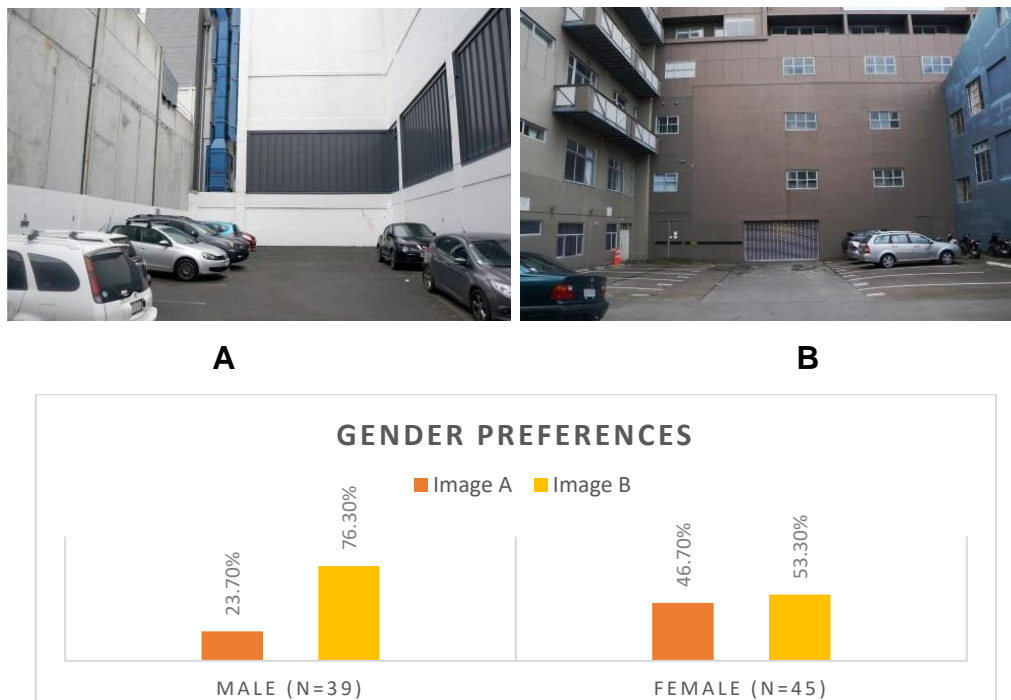 A
B
GENDER PREFERENCES
Image A
Image B
23.70%
76.30%
46.70%
53.30%
MALE (N=39)
FEMALE (N=45)